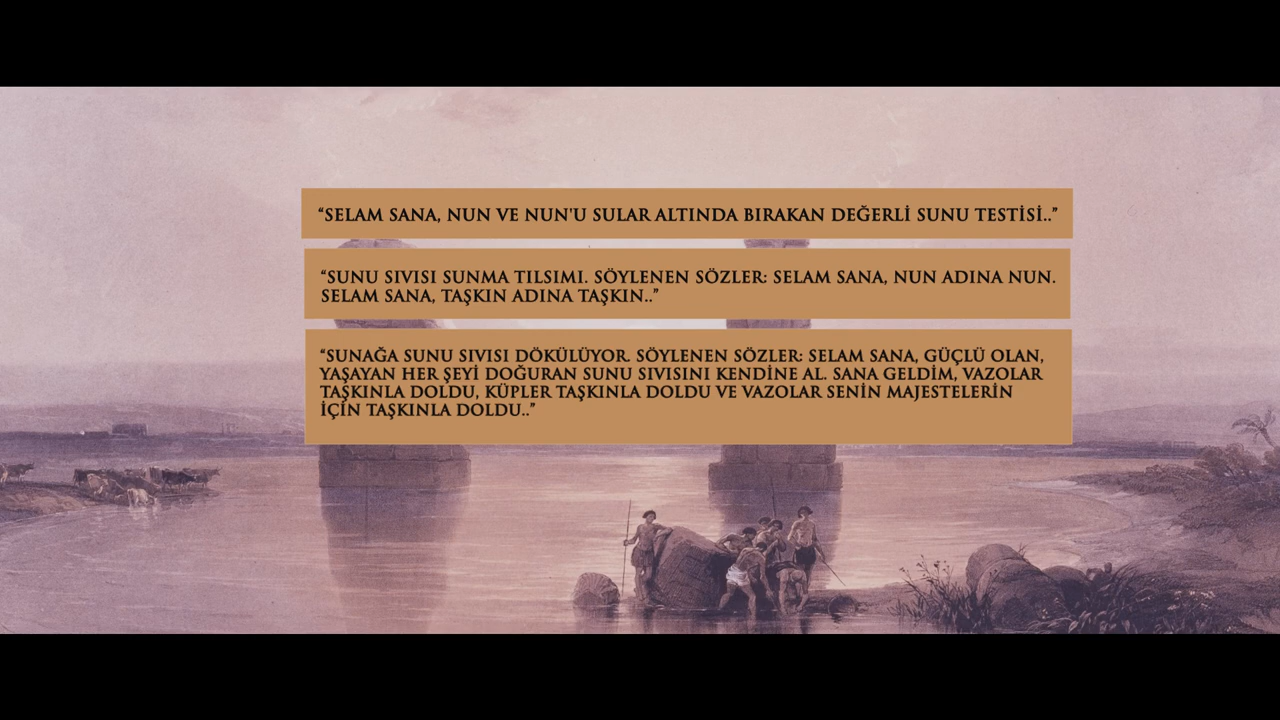 “SELAM SANA, NUN VE NUN'U SULAR ALTINDA BIRAKAN DEĞERLİ SUNU TESTİSİ..”
“SUNU SIVISI SUNMA TILSIMI. SÖYLENEN SÖZLER: SELAM SANA, NUN ADINA NUN.
SELAM SANA, TAŞKIN ADINA TAŞKIN..”
“SUNAĞA SUNU SIVISI DÖKÜLÜYOR. SÖYLENEN SÖZLER: SELAM SANA, GÜÇLÜ OLAN,
YAŞAYAN HER ŞEYİ DOĞURAN SUNU SIVISINI KENDİNE AL. SANA GELDİM, VAZOLAR
TAŞKINLA DOLDU, KÜPLER TAŞKINLA DOLDU VE VAZOLAR SENİN MAJESTELERİN
İÇİN TAŞKINLA DOLDU..”